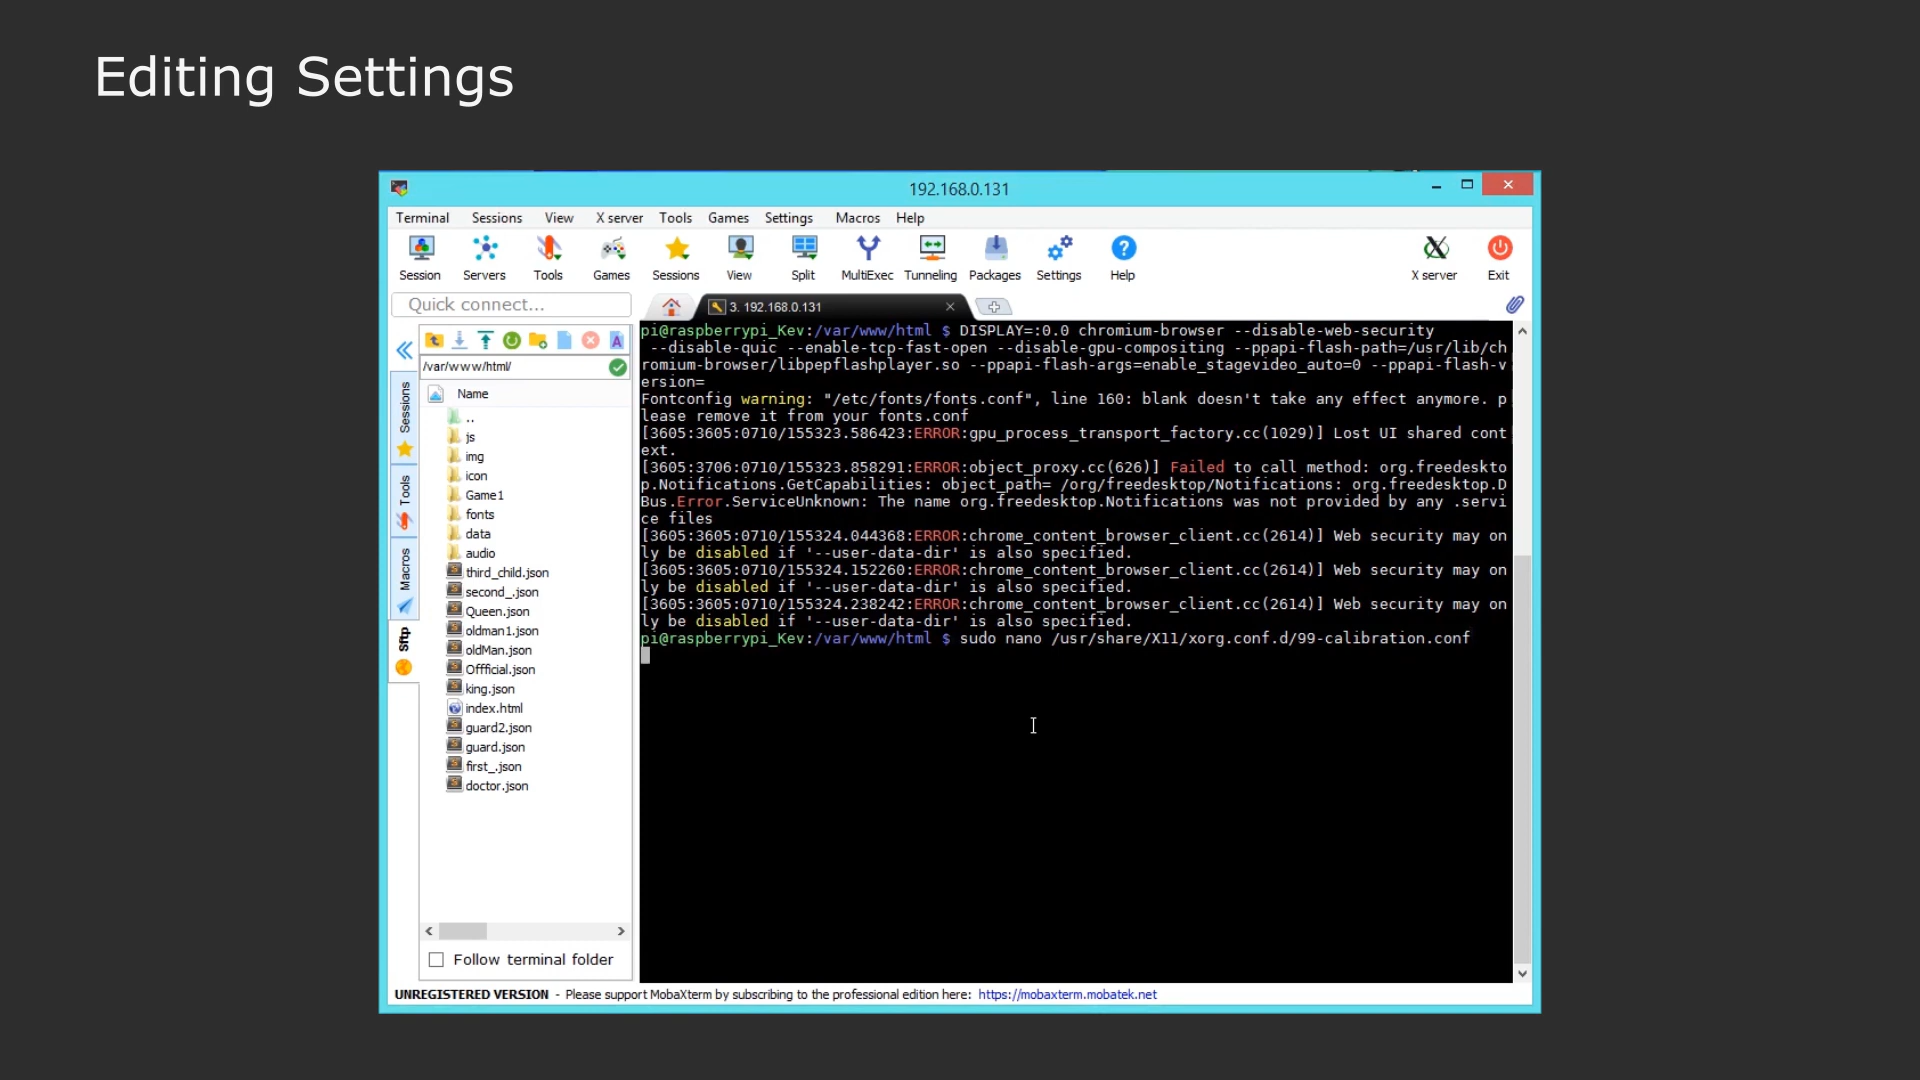 Editing Settings
192.168.0.131
Terminal Sessions View X server Tools Games Settings Macros Help
Session Servers Tools Games Sessions View Split MultiExec Tunneling Packages Settings Help X server Exit
Quick connect...
3. 192.168.0.131
/var/www/html/
Name
..
js
img
icon
Game1
fonts
data
audio
third_child.json
second_.json
Queen.json
oldman1.json
oldMan.json
Offficial.json
king.json
index.html
guard2.json
guard.json
first_.json
doctor.json
Follow terminal folder
Sessions
Tools
Macros
Sftp
pi@raspberrypi_Kev:/var/www/html $ DISPLAY=:0.0 chromium-browser --disable-web-security
--disable-quic --enable-tcp-fast-open --disable-gpu-compositing --ppapi-flash-path=/usr/lib/ch
romium-browser/libpepflashplayer.so --ppapi-flash-args=enable_stagevideo_auto=0 --ppapi-flash-v
ersion=
Fontconfig warning: "/etc/fonts/fonts.conf", line 160: blank doesn't take any effect anymore. p
lease remove it from your fonts.conf
[3605:3605:0710/155323.586423:ERROR:gpu_process_transport_factory.cc(1029)] Lost UI shared cont
ext.
[3605:3706:0710/155323.858291:ERROR:object_proxy.cc(626)] Failed to call method: org.freedeskto
p.Notifications.GetCapabilities: object_path= /org/freedesktop/Notifications: org.freedesktop.D
Bus.Error.ServiceUnknown: The name org.freedesktop.Notifications was not provided by any .servi
ce files
[3605:3605:0710/155324.044368:ERROR:chrome_content_browser_client.cc(2614)] Web security may on
ly be disabled if '--user-data-dir' is also specified.
[3605:3605:0710/155324.152260:ERROR:chrome_content_browser_client.cc(2614)] Web security may on
ly be disabled if '--user-data-dir' is also specified.
[3605:3605:0710/155324.238242:ERROR:chrome_content_browser_client.cc(2614)] Web security may on
ly be disabled if '--user-data-dir' is also specified.
pi@raspberrypi_Kev:/var/www/html $ sudo nano /usr/share/X11/xorg.conf.d/99-calibration.conf
UNREGISTERED VERSION - Please support MobaXterm by subscribing to the professional edition here: https://mobaxterm.mobatek.net